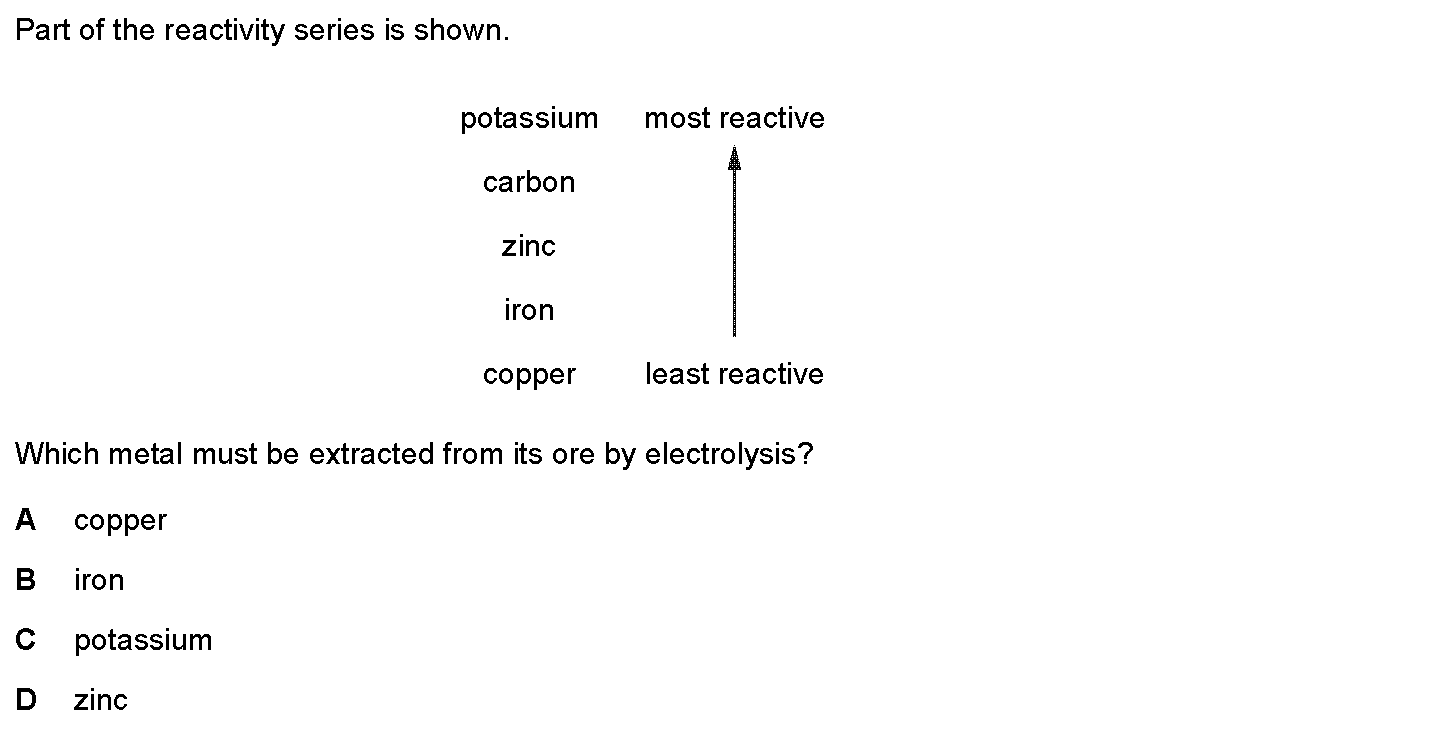 Part of the reactivity series is shown.
potassium most reactive
carbon
zinc
iron
copper least reactive
Which metal must be extracted from its ore by electrolysis?
A copper
B iron
C potassium
D zinc